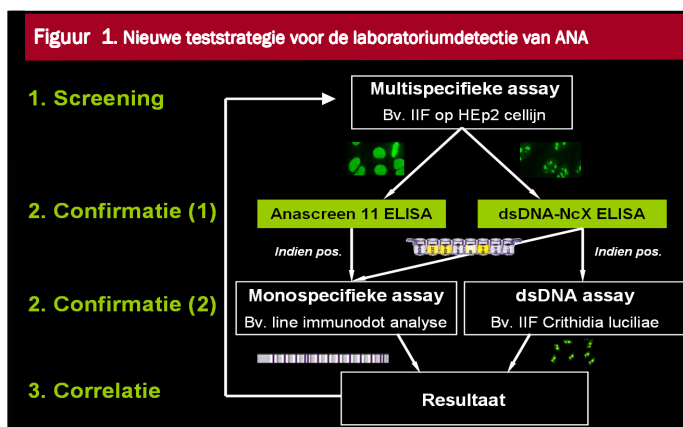 Figuur 1. Nieuwe teststrategie voor de laboratoriumdetectie van ANA
1. Screening
Multispecifieke assay
Bv. IIF op HEp2 cellijn
2. Confirmatie (1)
Anascreen 11 ELISA
dsDNA-NcX ELISA
Indien pos.
Indien pos.
2. Confirmatie (2)
Monospecifieke assay
Bv. line immunodot analyse
dsDNA assay
Bv. IIF Crithidia luciliae
3. Correlatie
Resultaat